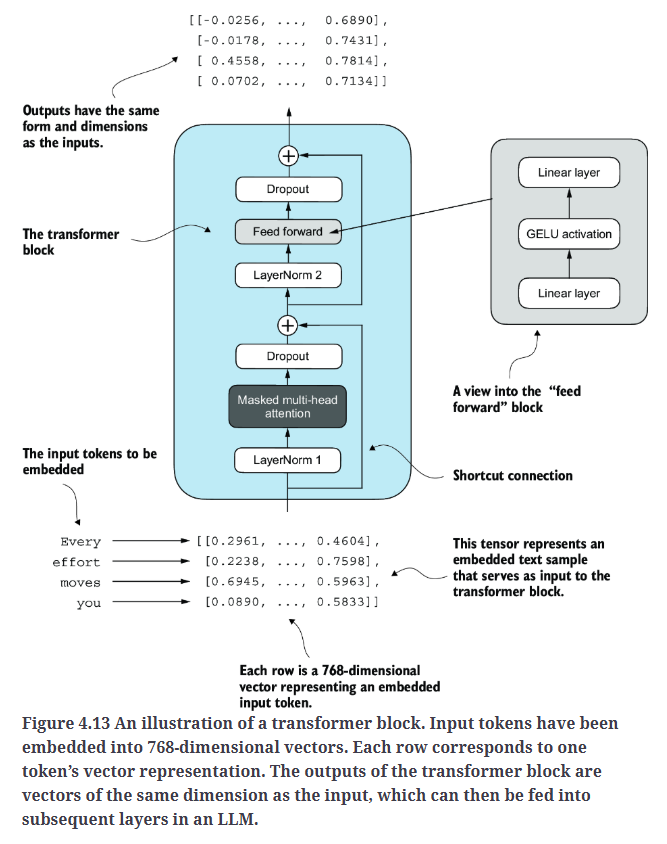 [[-0.0256, ..., 0.6890],
[-0.0178, ..., 0.7431],
[ 0.4558, ..., 0.7814],
[ 0.0702, ..., 0.7134]]
Outputs have the same
form and dimensions
as the inputs.
+
Dropout
Feed forward
LayerNorm 2
+
Dropout
Masked multi-head
attention
LayerNorm 1
The transformer
block
Linear layer
GELU activation
Linear layer
A view into the “feed
forward” block
Shortcut connection
The input tokens to be
embedded
Every [[0.2961, ..., 0.4604],
effort [0.2238, ..., 0.7598],
moves [0.6945, ..., 0.5963],
you [0.0890, ..., 0.5833]]
This tensor represents an
embedded text sample
that serves as input to the
transformer block.
Each row is a 768-dimensional
vector representing an embedded
input token.
Figure 4.13 An illustration of a transformer block. Input tokens have been
embedded into 768-dimensional vectors. Each row corresponds to one
token’s vector representation. The outputs of the transformer block are
vectors of the same dimension as the input, which can then be fed into
subsequent layers in an LLM.